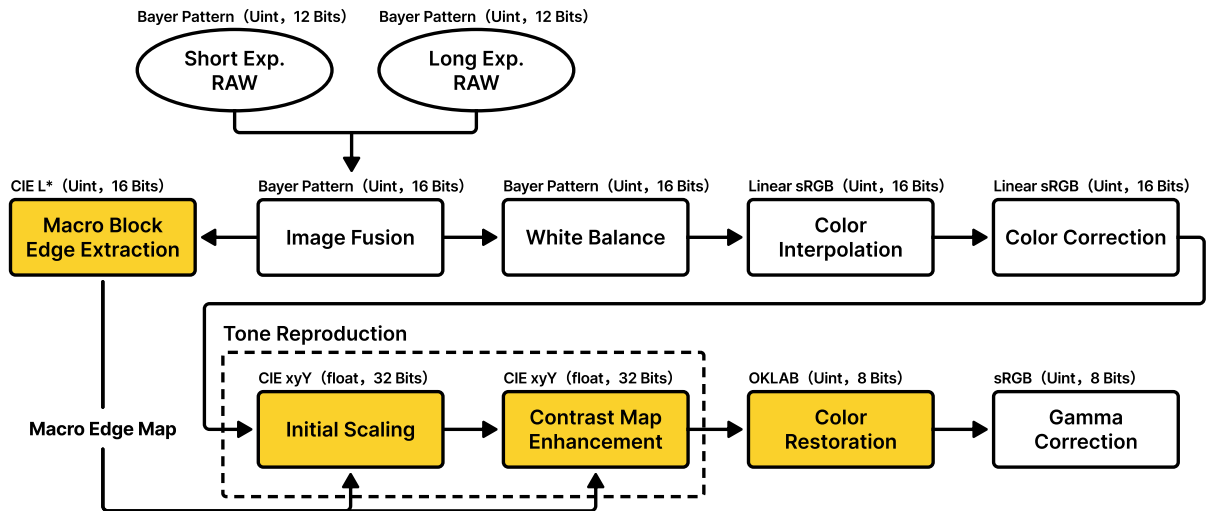 Bayer Pattern（Uint，12 Bits）
Bayer Pattern（Uint，12 Bits）
Short Exp.
RAW
Long Exp.
RAW
CIE L*（Uint，16 Bits）
Bayer Pattern（Uint，16 Bits）
Bayer Pattern（Uint，16 Bits）
Linear sRGB（Uint，16 Bits）
Linear sRGB（Uint，16 Bits）
Macro Block
Edge Extraction
Image Fusion
White Balance
Color
Interpolation
Color Correction
Tone Reproduction
CIE xyY（float，32 Bits）
CIE xyY（float，32 Bits）
OKLAB（Uint，8 Bits）
sRGB（Uint，8 Bits）
Macro Edge Map
Initial Scaling
Contrast Map
Enhancement
Color
Restoration
Gamma
Correction